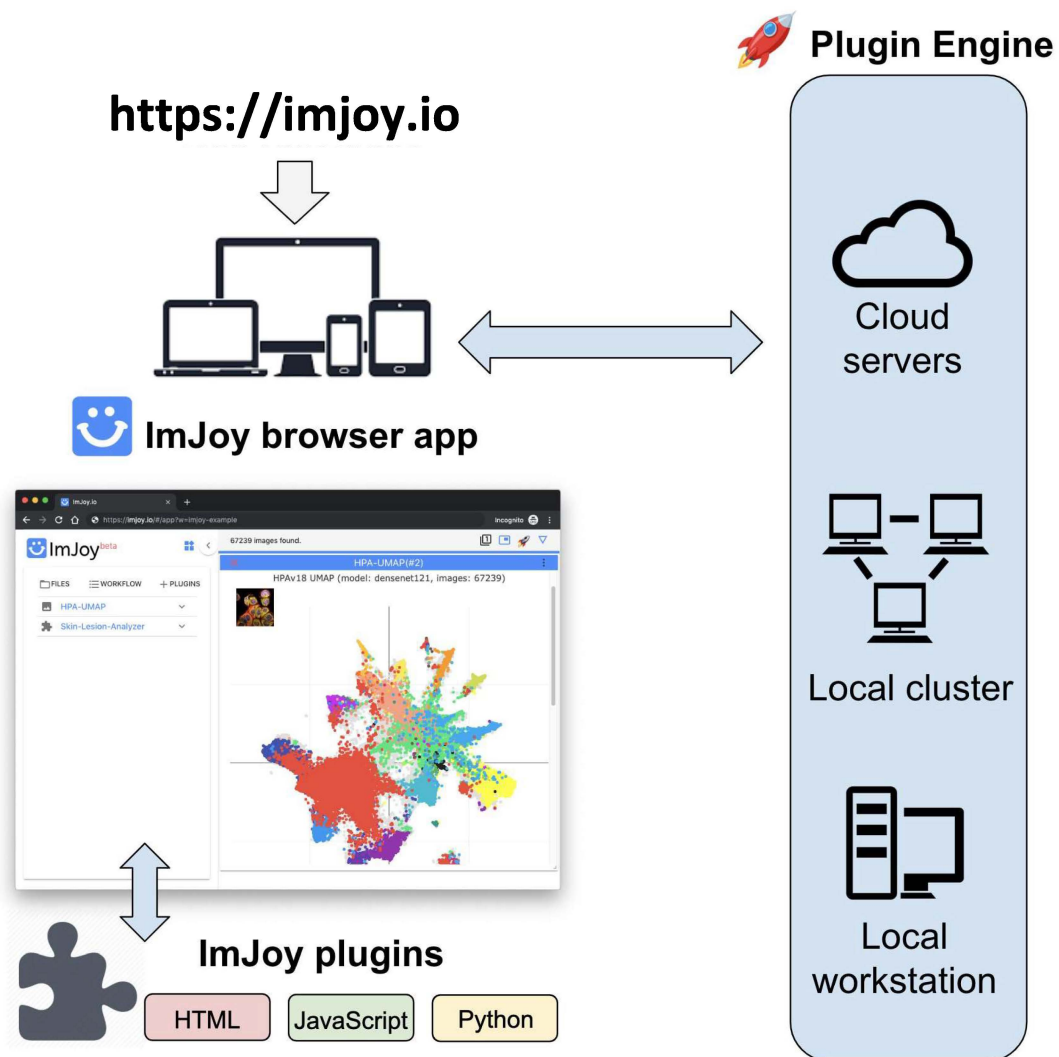 Plugin Engine
https://imjoy.io
Cloud
servers
ImJoy browser app
ImJoy.io
https://imjoy.io/#/app?w=imjoy-example
Incognito
ImJoy beta
67239 images found.
HPA-UMAP(#2)
HPAv18 UMAP (model: densenet121, images: 67239)
FILES
WORKFLOW
+ PLUGINS
HPA-UMAP
Skin-Lesion-Analyzer
Local cluster
Local
workstation
ImJoy plugins
HTML
JavaScript
Python